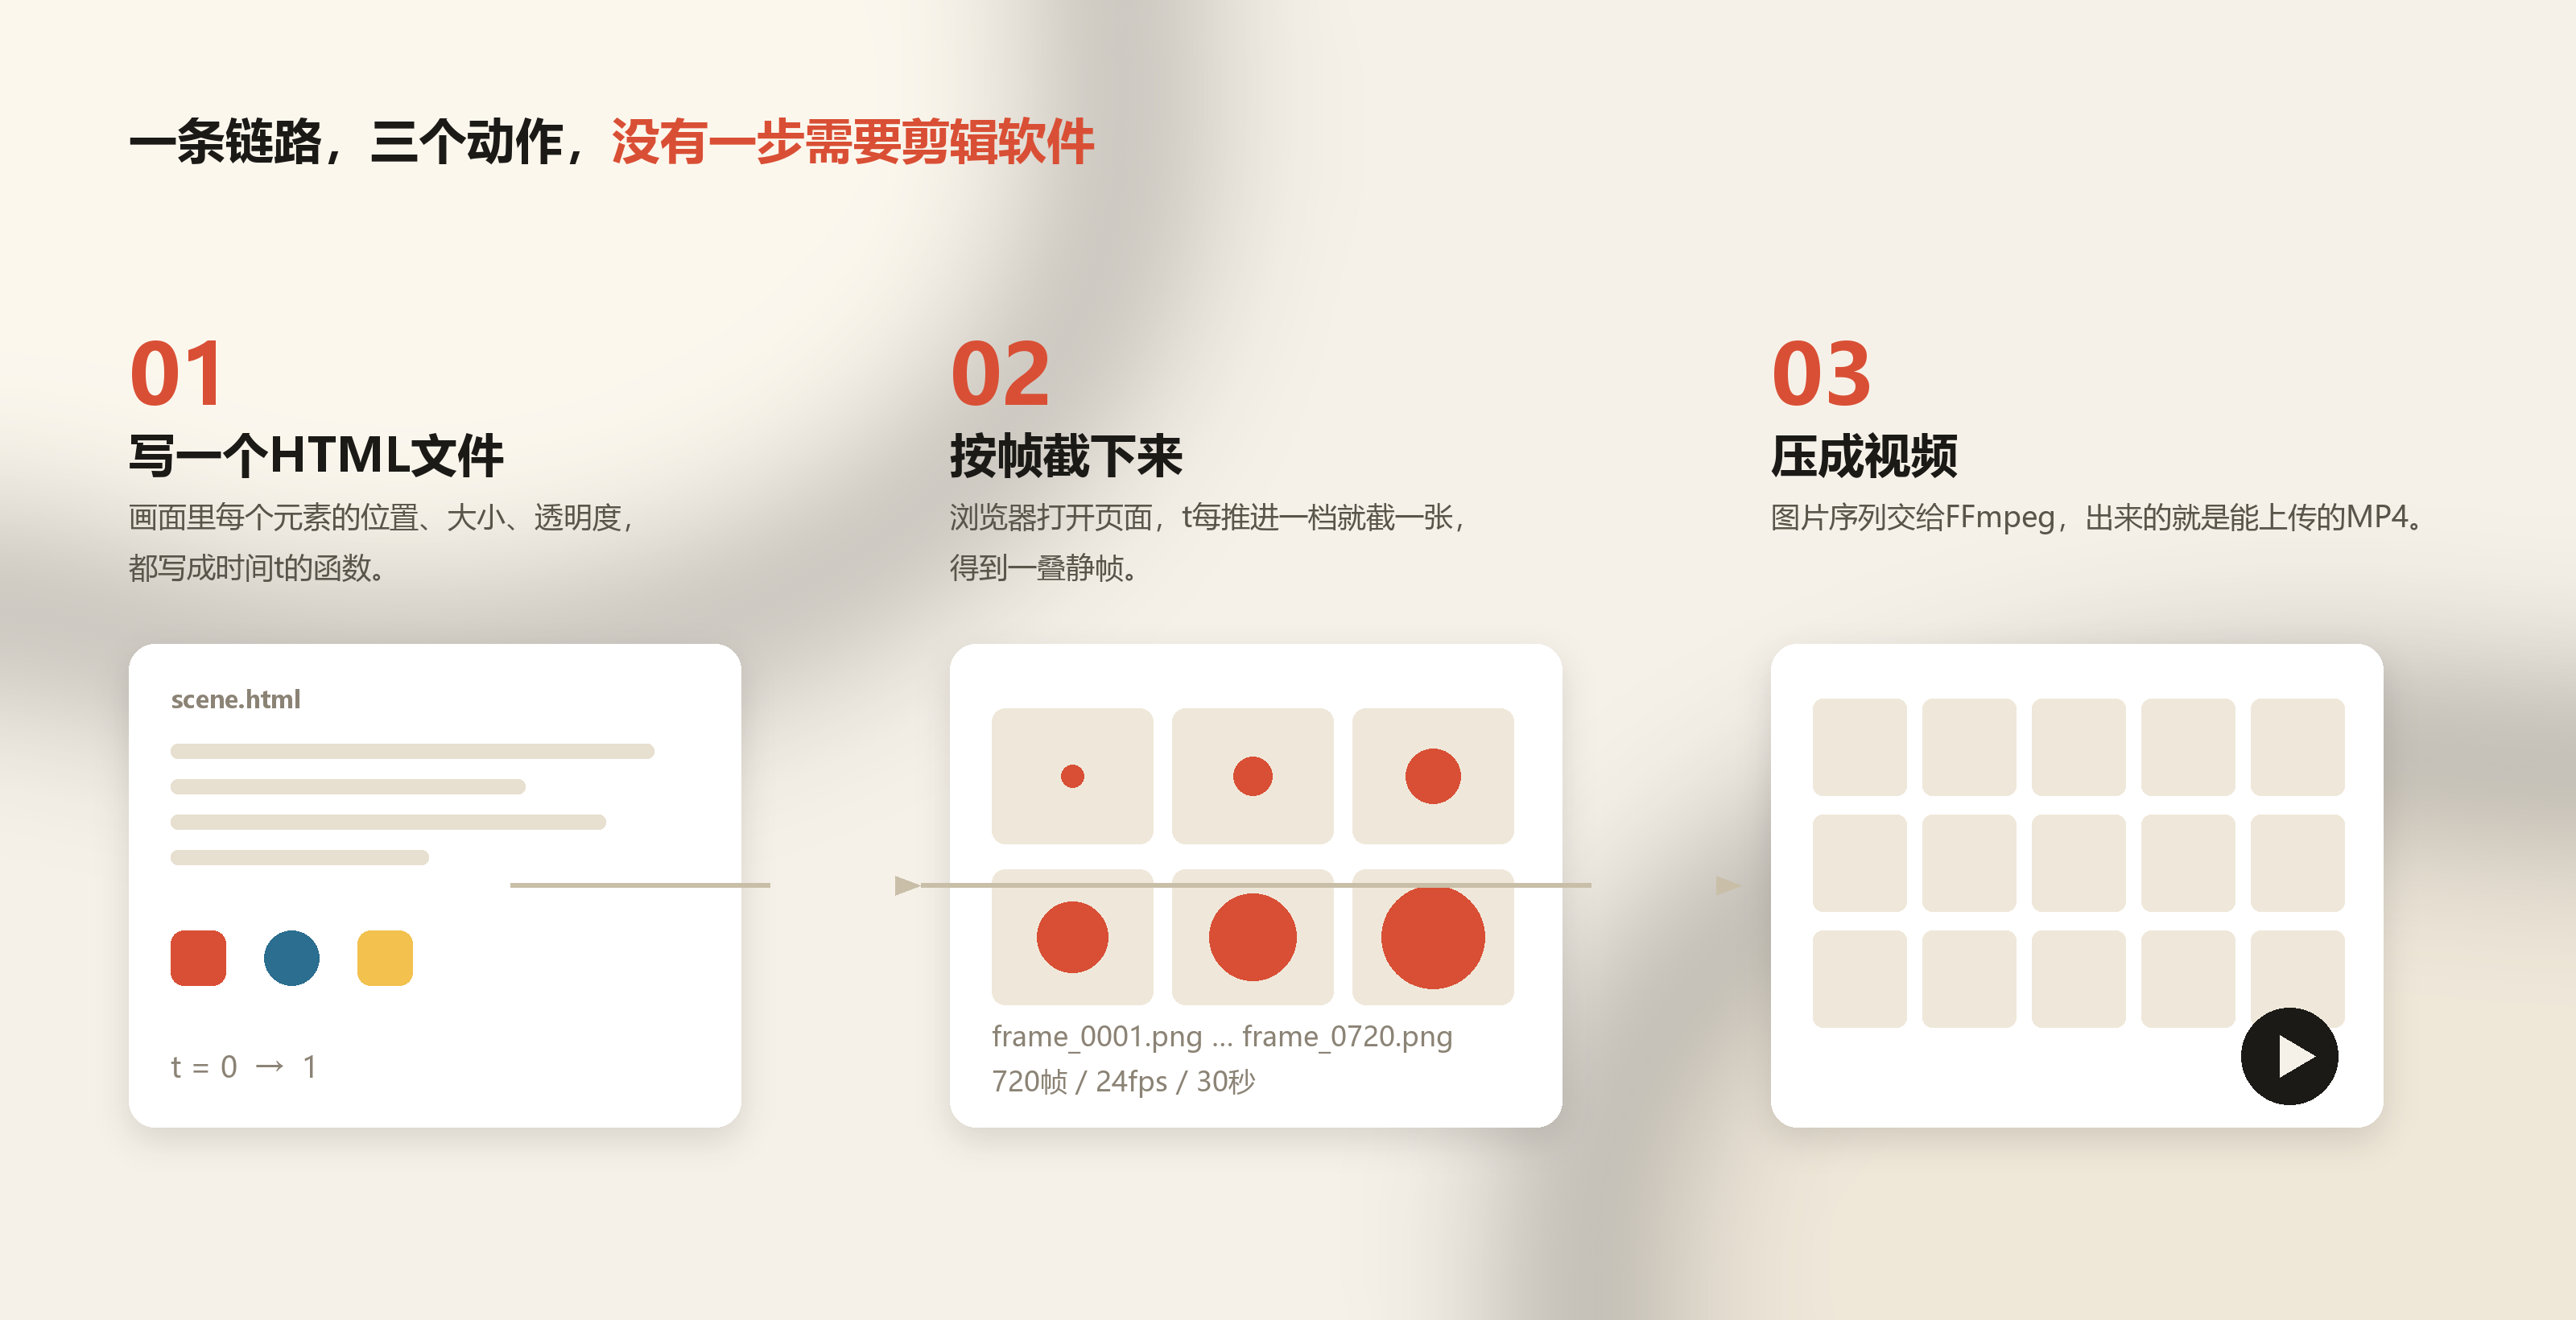 一条链路，三个动作，没有一步需要剪辑软件
01
写一个HTML文件
画面里每个元素的位置、大小、透明度，
都写成时间t的函数。
scene.html
t = 0 → 1
02
按帧截下来
浏览器打开页面，t每推进一档就截一张，
得到一叠静帧。
frame_0001.png ... frame_0720.png
720帧 / 24fps / 30秒
03
压成视频
图片序列交给FFmpeg，出来的就是能上传的MP4。